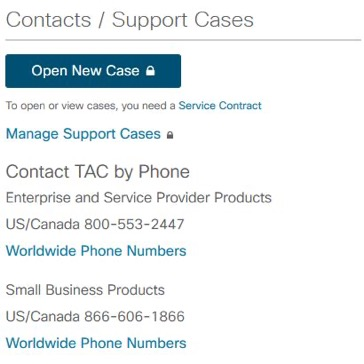 Contacts / Support Cases
Open New Case
To open or view cases, you need a Service Contract
Manage Support Cases
Contact TAC by Phone
Enterprise and Service Provider Products
US/Canada 800-553-2447
Worldwide Phone Numbers
Small Business Products
US/Canada 866-606-1866
Worldwide Phone Numbers